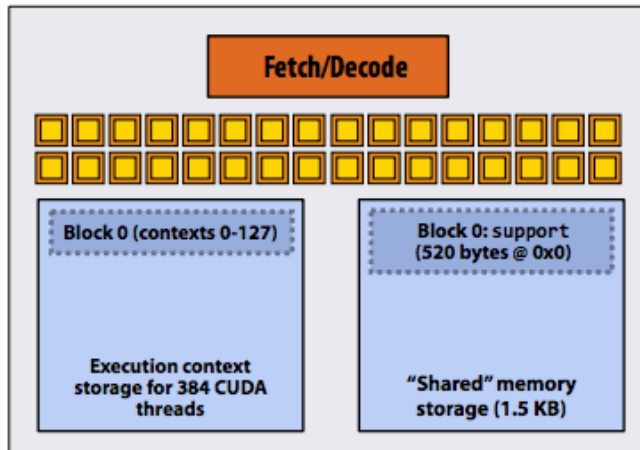 Fetch/Decode
Block 0 (contexts 0-127)
Execution context
storage for 384 CUDA
threads
Block 0: support
(520 bytes @ 0x0)
“Shared” memory
storage (1.5 KB)